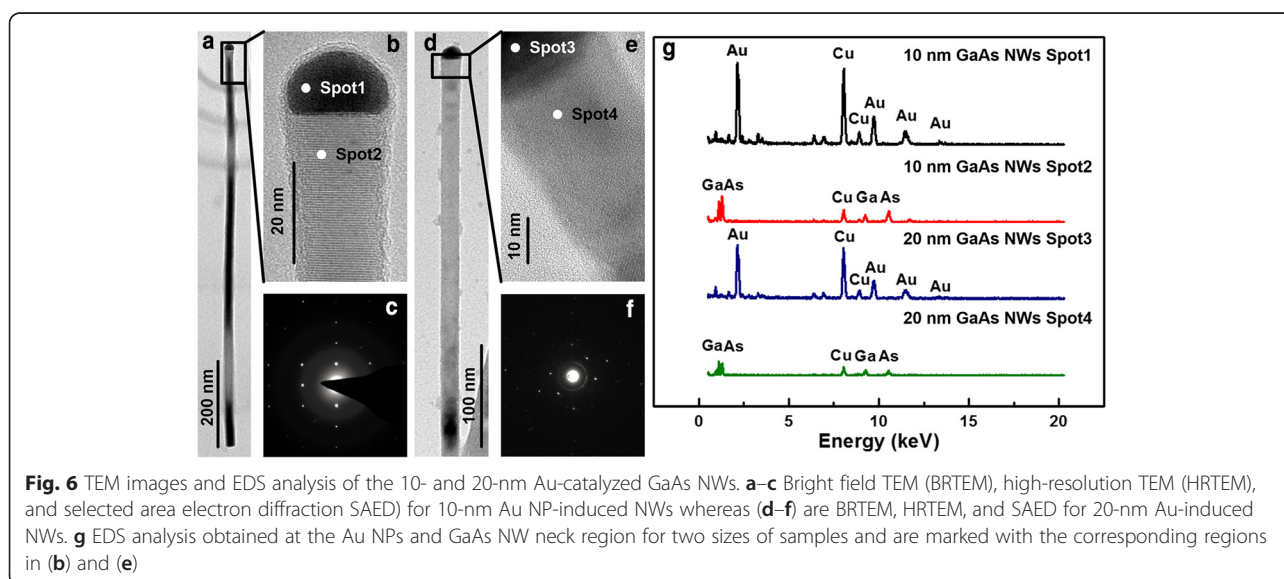 a
b
Spot1
Spot2
20 nm
c
200 nm
d
e
Spot3
Spot4
10 nm
f
100 nm
g
Au
Cu
10 nm GaAs NWs Spot1
Cu
Au
Au
Au
10 nm GaAs NWs Spot2
GaAs
Cu
Ga
As
Au
Cu
20 nm GaAs NWs Spot3
Cu
Au
Au
Au
20 nm GaAs NWs Spot4
GaAs
Cu
Ga
As
0
5
10
15
20
Energy (keV)
Fig. 6 TEM images and EDS analysis of the 10- and 20-nm Au-catalyzed GaAs NWs. a–c Bright field TEM (BRTEM), high-resolution TEM (HRTEM),
and selected area electron diffraction SAED) for 10-nm Au NP-induced NWs whereas (d–f) are BRTEM, HRTEM, and SAED for 20-nm Au-induced
NWs. g EDS analysis obtained at the Au NPs and GaAs NW neck region for two sizes of samples and are marked with the corresponding regions
in (b) and (e)